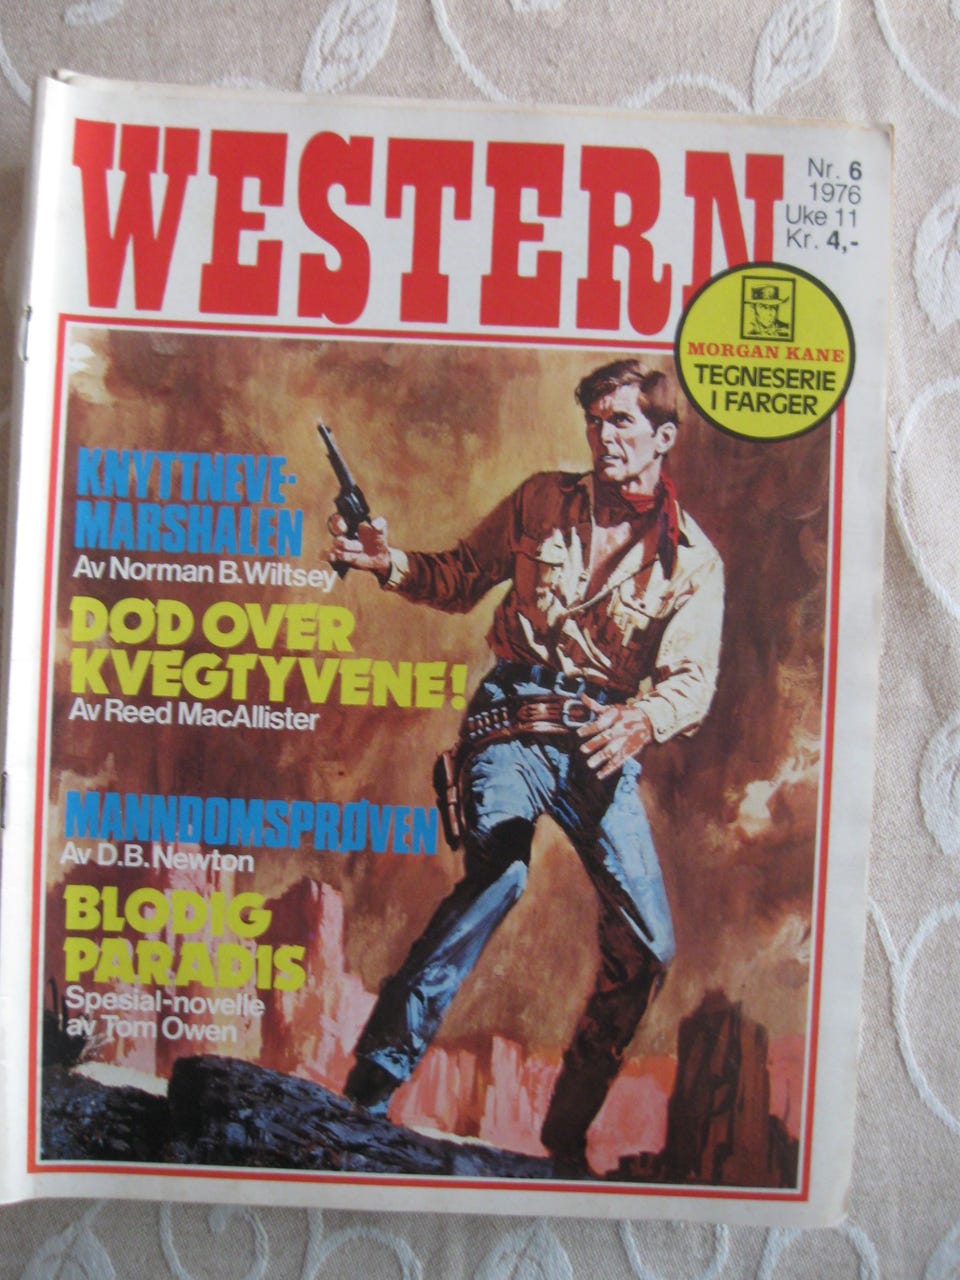 WESTERN
Nr. 6
1976
Uke 11
Kr. 4,-
MORGAN KANE
TEGNESERIE
I FARGER
KNYTTNEVE-
MARSHALEN
Av Norman B. Wiltsey
DØD OVER
KVEGTYVENE!
Av Reed MacAllister
MANNDOMSPRØVEN
Av D.B. Newton
BLODIG
PARADIS
Spesial-novelle
av Tom Owen